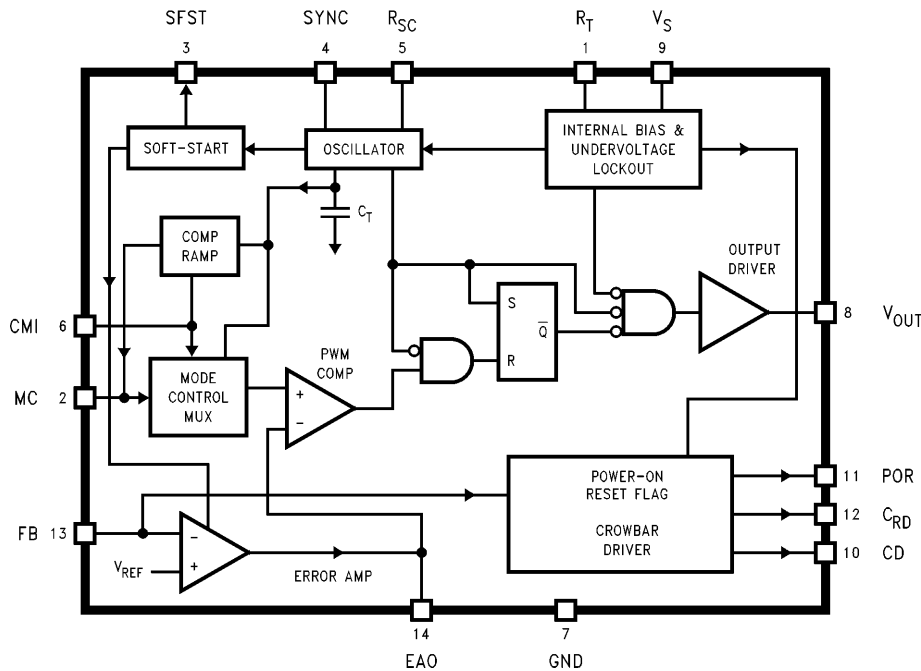 SFST SYNC RSC RT VS
3 4 5 1 9
SOFT-START
OSCILLATOR
INTERNAL BIAS &
UNDERVOLTAGE
LOCKOUT
CT
COMP
RAMP
OUTPUT
DRIVER
CMI 6
S
Q
R
8 VOUT
PWM
COMP
+
−
MC 2
MODE
CONTROL
MUX
POWER-ON
RESET FLAG
CROWBAR
DRIVER
11 POR
12 CRD
10 CD
FB 13
−
+
VREF
ERROR AMP
14 7
EAO GND